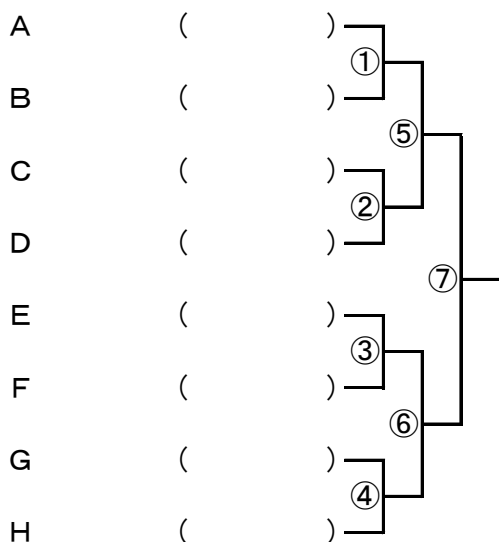 A ( )
①
B ( )
⑤
C ( )
②
D ( )
⑦
E ( )
③
F ( )
⑥
G ( )
④
H ( )